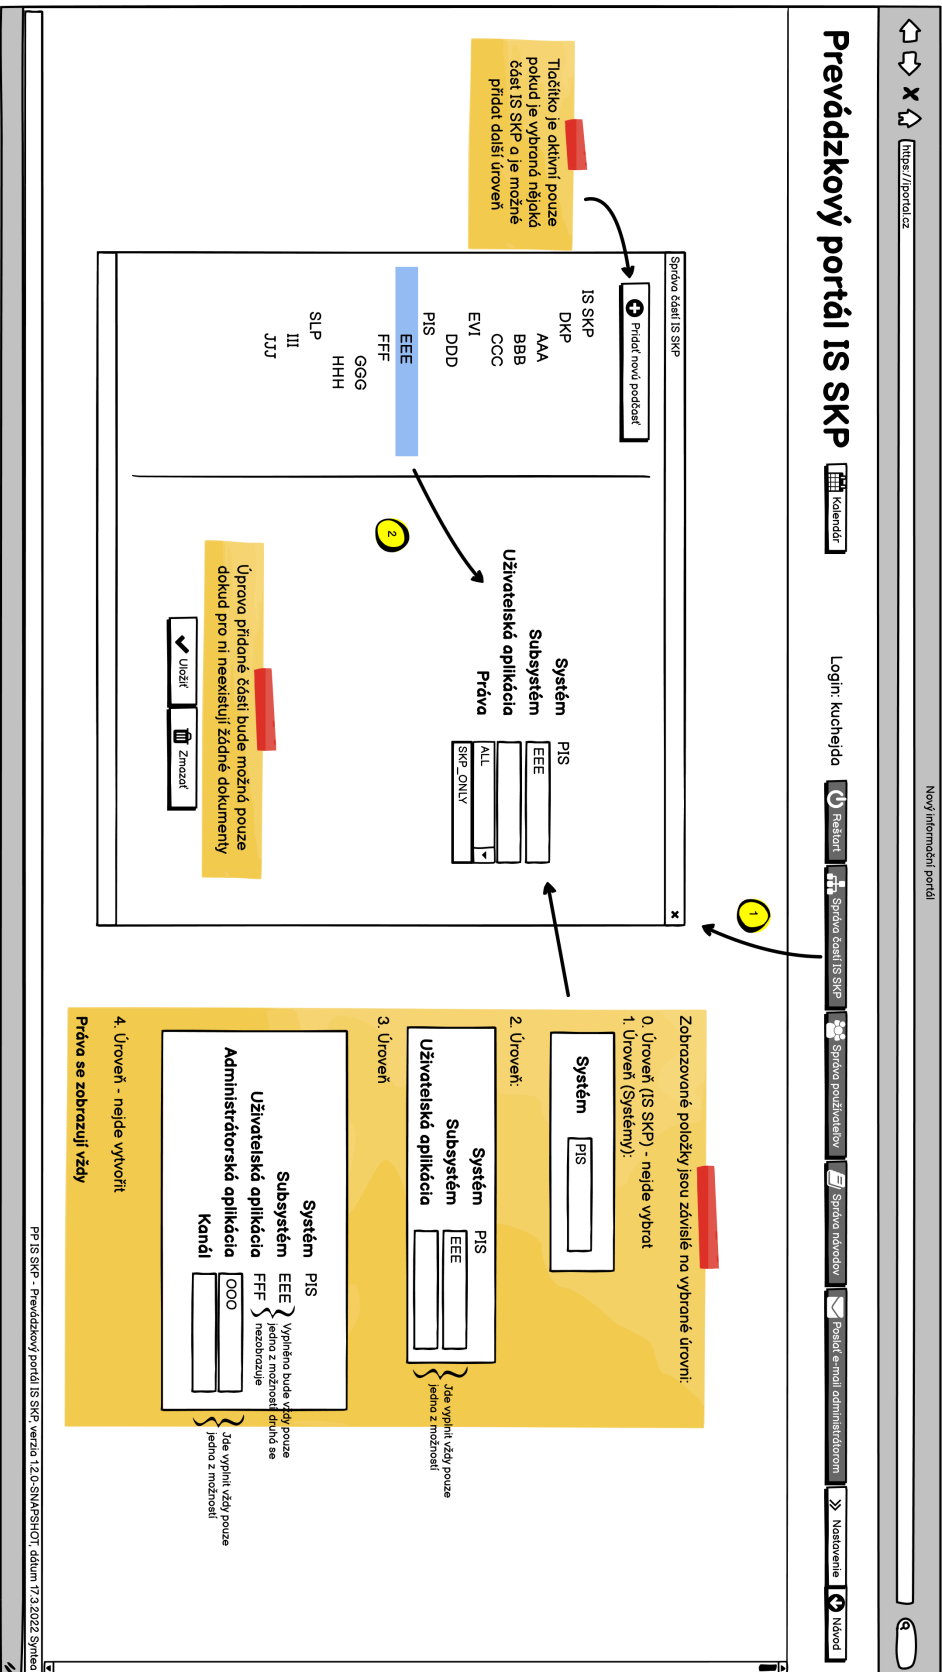 Nový informační portál
https://iportal.cz
Prevádzkový portál IS SKP
Kalendár
Login: kuchejda
Reštart
Správa častí IS SKP
Správa používateľov
Správa návodov
Poslať e-mail administrátorom
Nastavenie
Návod
1
Tlačítko je aktivní pouze
pokud je vybraná nějaká
část IS SKP a je možné
přidat další úroveň
Správa částí IS SKP
x
Pridať novú podčasť
IS SKP
DKP
AAA
BBB
CCC
EVI
DDD
PIS
EEE
FFF
GGG
HHH
SLP
III
JJJ
2
Systém PIS
Subsystém EEE
Uživatelská aplikácia
Práva ALL
SKP_ONLY
Úprava přidané části bude možná pouze
dokud pro ni neexistují žádné dokumenty
Uložiť
Zmazať
Zobrazované položky jsou závislé na vybrané úrovni:
0. Úroveň (IS SKP) - nejde vybrat
1. Úroveň (Systémy):
Systém PIS
2. Úroveň:
Systém PIS
Subsystém EEE
Uživatelská aplikácia
Jde vyplnit vždy pouze
jedna z možností
3. Úroveň
Systém PIS
Subsystém EEE
Uživatelská aplikácia FFF
Vyplněna bude vždy pouze
jedna z možností druhá se
nezobrazuje
Administrátorská aplikácia OOO
Kanál
Jde vyplnit vždy pouze
jedna z možností
4. Úroveň - nejde vytvořit
Práva se zobrazují vždy
PP IS SKP - Prevádzkový portál IS SKP, verzia 1.2.0-SNAPSHOT, dátum 17.3.2022 Syntea